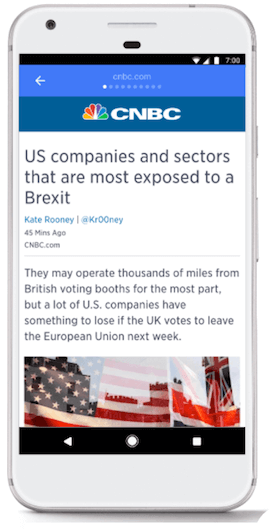 7:00
cnbc.com
CNBC
US companies and sectors
that are most exposed to a
Brexit
Kate Rooney | @Kr00ney
45 Mins Ago
CNBC.com
They may operate thousands of miles from
British voting booths for the most part,
but a lot of U.S. companies have
something to lose if the UK votes to leave
the European Union next week.